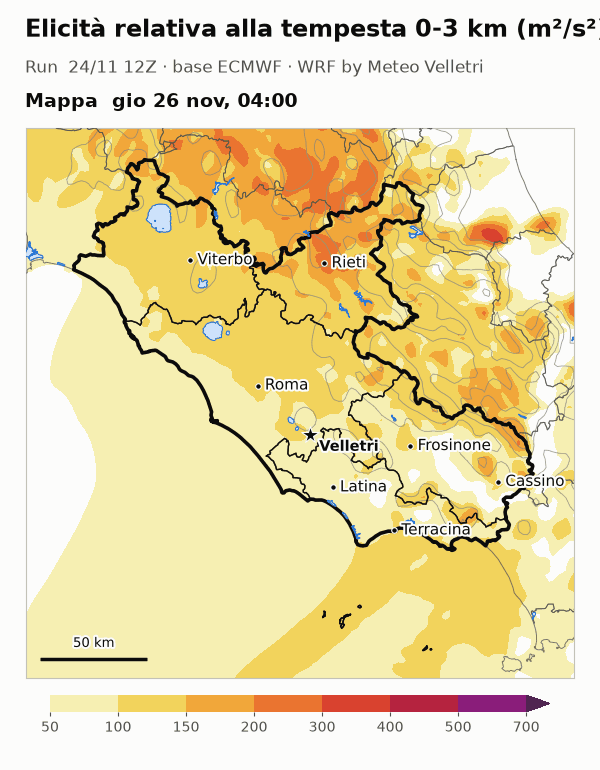 Elicità relativa alla tempesta 0-3 km (m²/s²)
Run  24/11 12Z · base ECMWF · WRF by Meteo Velletri
Mappa  gio 26 nov, 04:00
Viterbo
Rieti
Roma
Velletri
Frosinone
Cassino
Latina
Terracina
50 km
50 100 150 200 300 400 500 700